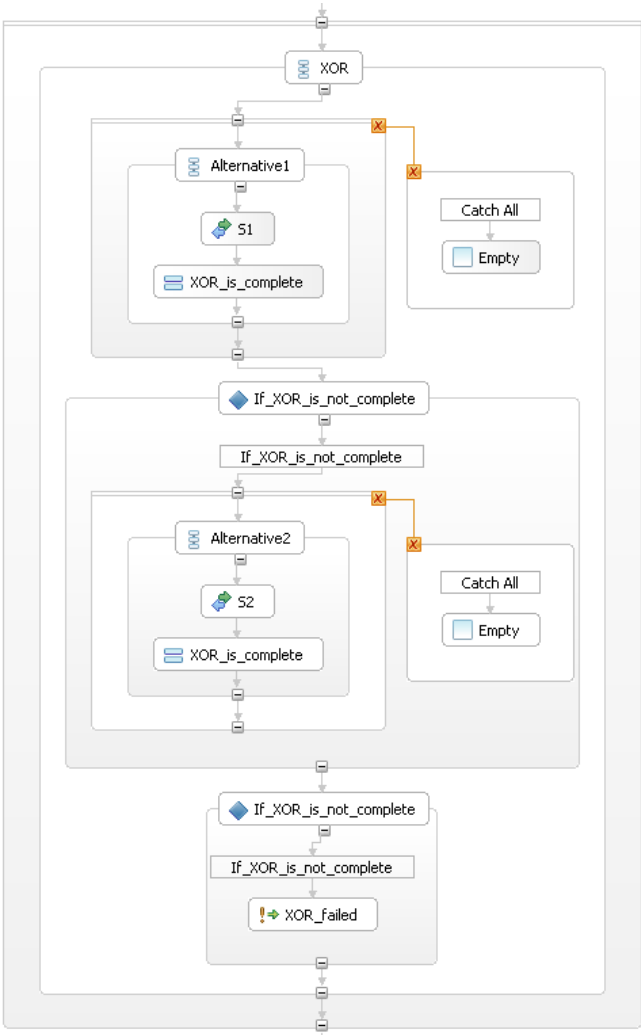 XOR
Alternative1
Catch All
S1
Empty
XOR_is_complete
If_XOR_is_not_complete
If_XOR_is_not_complete
Alternative2
Catch All
S2
Empty
XOR_is_complete
If_XOR_is_not_complete
If_XOR_is_not_complete
XOR_failed